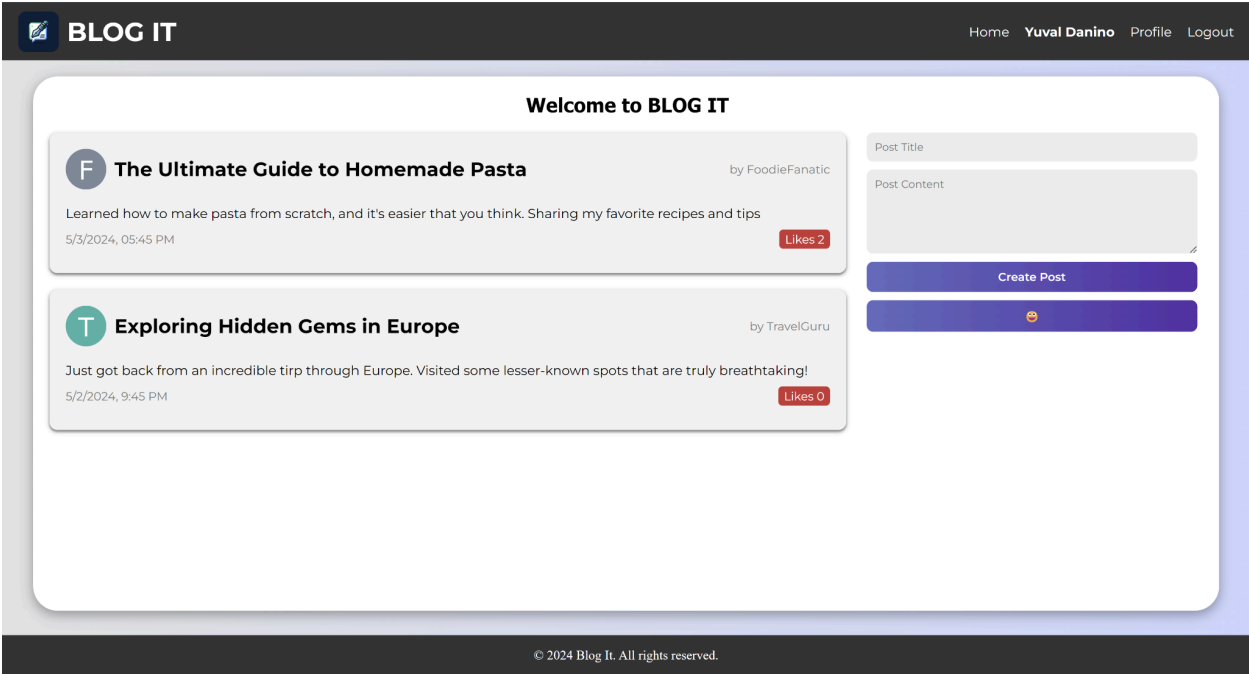 BLOG IT
Home Yuval Danino Profile Logout
Welcome to BLOG IT
F The Ultimate Guide to Homemade Pasta by FoodieFanatic
Learned how to make pasta from scratch, and it's easier that you think. Sharing my favorite recipes and tips
5/3/2024, 05:45 PM Likes 2
T Exploring Hidden Gems in Europe by TravelGuru
Just got back from an incredible tirp through Europe. Visited some lesser-known spots that are truly breathtaking!
5/2/2024, 9:45 PM Likes 0
Post Title
Post Content
Create Post
© 2024 Blog It. All rights reserved.